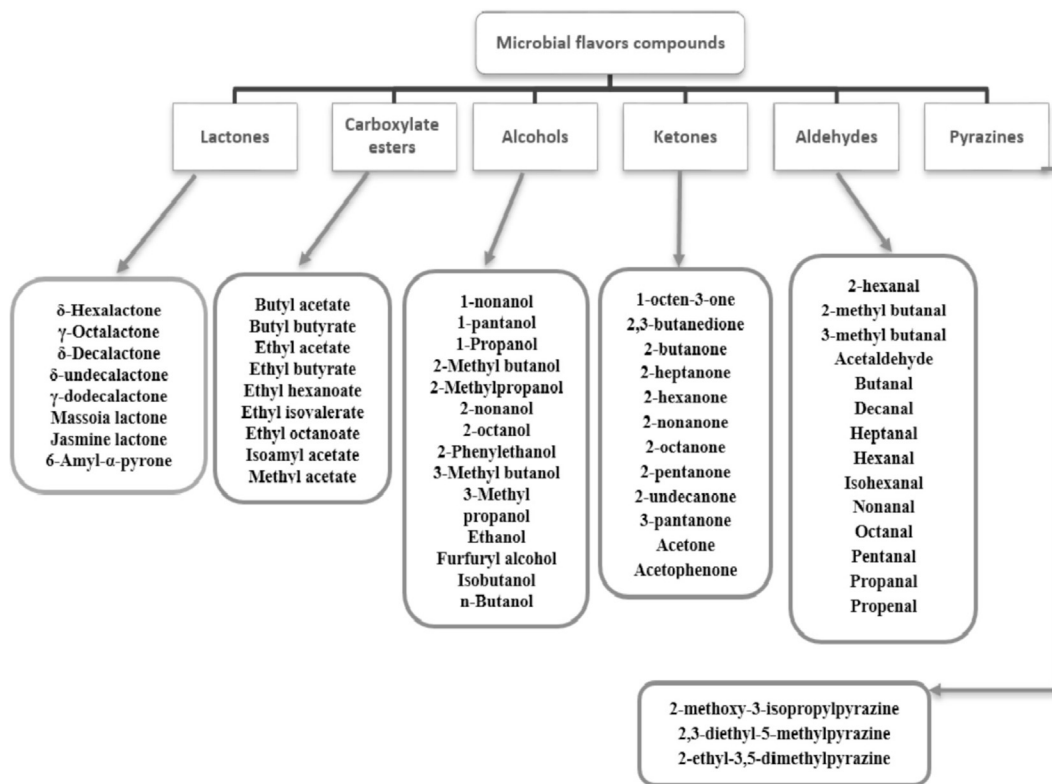 Microbial flavors compounds
Lactones
Carboxylate
esters
Alcohols
Ketones
Aldehydes
Pyrazines
δ-Hexalactone
γ-Octalactone
δ-Decalactone
δ-undecalactone
γ-dodecalactone
Massoia lactone
Jasmine lactone
6-Amyl-α-pyrone
Butyl acetate
Butyl butyrate
Ethyl acetate
Ethyl butyrate
Ethyl hexanoate
Ethyl isovalerate
Ethyl octanoate
Isoamyl acetate
Methyl acetate
1-nonanol
1-pantanol
1-Propanol
2-Methyl butanol
2-Methylpropanol
2-nonanol
2-octanol
2-Phenylethanol
3-Methyl butanol
3-Methyl
propanol
Ethanol
Furfuryl alcohol
Isobutanol
n-Butanol
1-octen-3-one
2,3-butanedione
2-butanone
2-heptanone
2-hexanone
2-nonanone
2-octanone
2-pentanone
2-undecanone
3-pantanone
Acetone
Acetophenone
2-hexanal
2-methyl butanal
3-methyl butanal
Acetaldehyde
Butanal
Decanal
Heptanal
Hexanal
Isohexanal
Nonanal
Octanal
Pentanal
Propanal
Propenal
2-methoxy-3-isopropylpyrazine
2,3-diethyl-5-methylpyrazine
2-ethyl-3,5-dimethylpyrazine